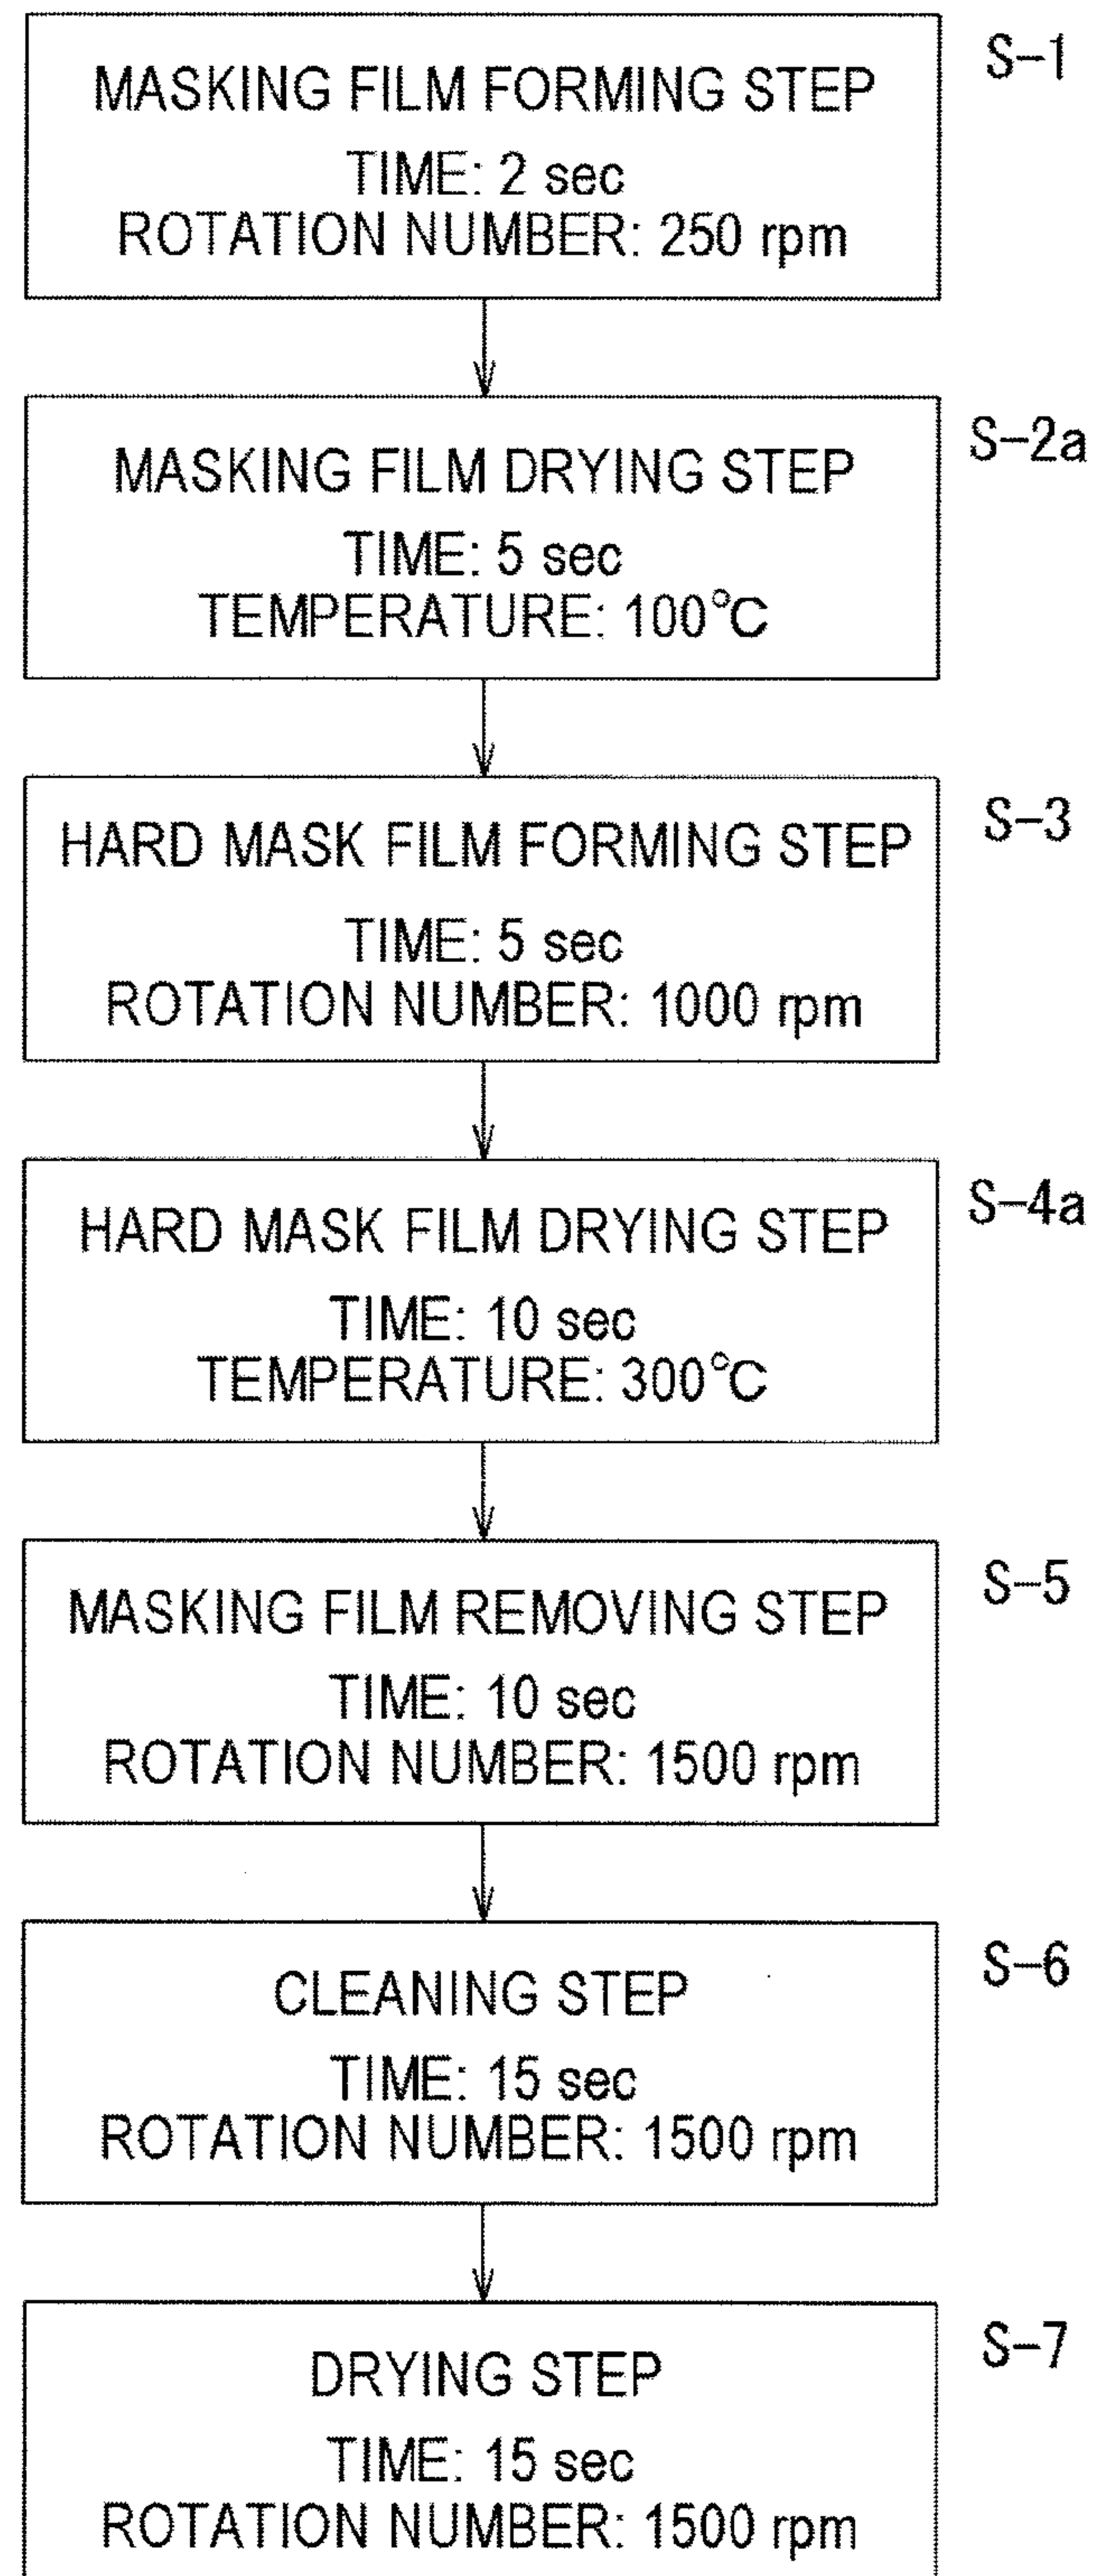 S-1
MASKING FILM FORMING STEP
TIME: 2 sec
ROTATION NUMBER: 250 rpm
S-2a
MASKING FILM DRYING STEP
TIME: 5 sec
TEMPERATURE: 100°C
S-3
HARD MASK FILM FORMING STEP
TIME: 5 sec
ROTATION NUMBER: 1000 rpm
S-4a
HARD MASK FILM DRYING STEP
TIME: 10 sec
TEMPERATURE: 300°C
S-5
MASKING FILM REMOVING STEP
TIME: 10 sec
ROTATION NUMBER: 1500 rpm
S-6
CLEANING STEP
TIME: 15 sec
ROTATION NUMBER: 1500 rpm
S-7
DRYING STEP
TIME: 15 sec
ROTATION NUMBER: 1500 rpm